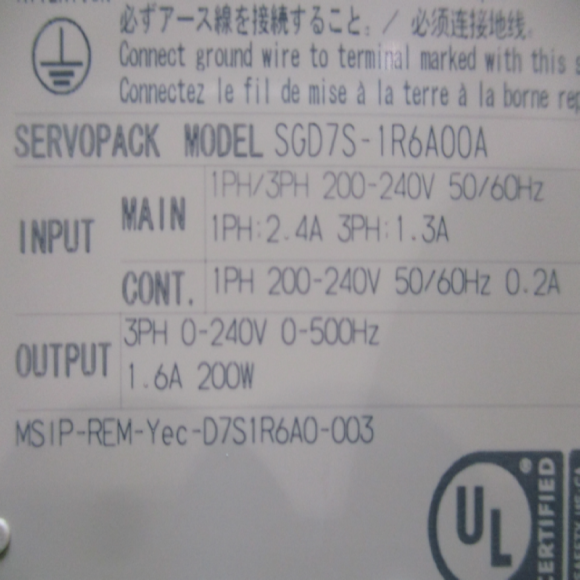 必ずアース線を接続すること。/ 必须连接地线。
Connect ground wire to terminal marked with this
Connectez le fil de mise à la terre à la borne
SERVOPACK MODEL SGD7S-1R6A00A
INPUT MAIN 1PH/3PH 200-240V 50/60Hz
1PH:2.4A 3PH:1.3A
CONT. 1PH 200-240V 50/60Hz 0.2A
OUTPUT 3PH 0-240V 0-500Hz
1.6A 200W
MSIP-REM-Yec-D7S1R6A0-003
UL ® CERTIFIED